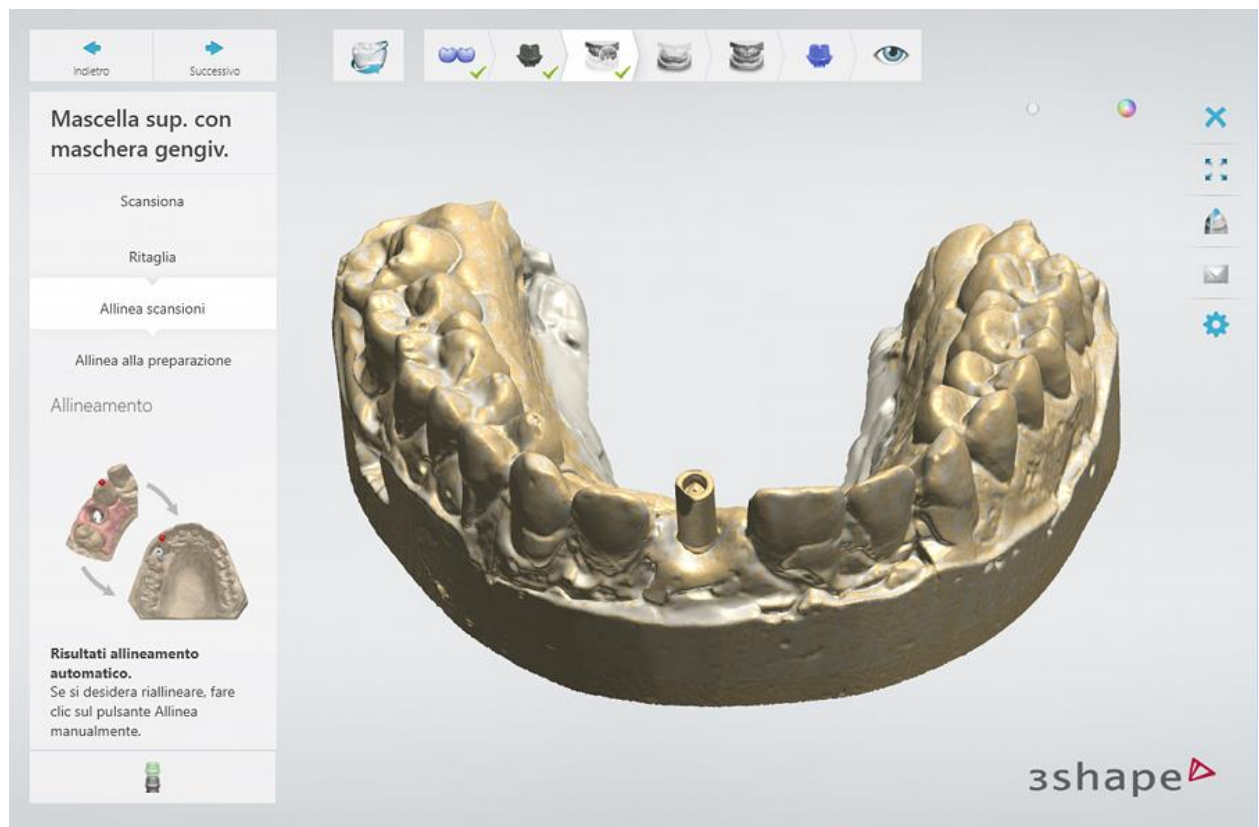 Indietro
Successivo
Mascella sup. con
maschera gengiv.
Scansiona
Ritaglia
Allinea scansioni
Allinea alla preparazione
Allineamento
Risultati allineamento
automatico.
Se si desidera riallineare, fare
clic sul pulsante Allinea
manualmente.
3shape